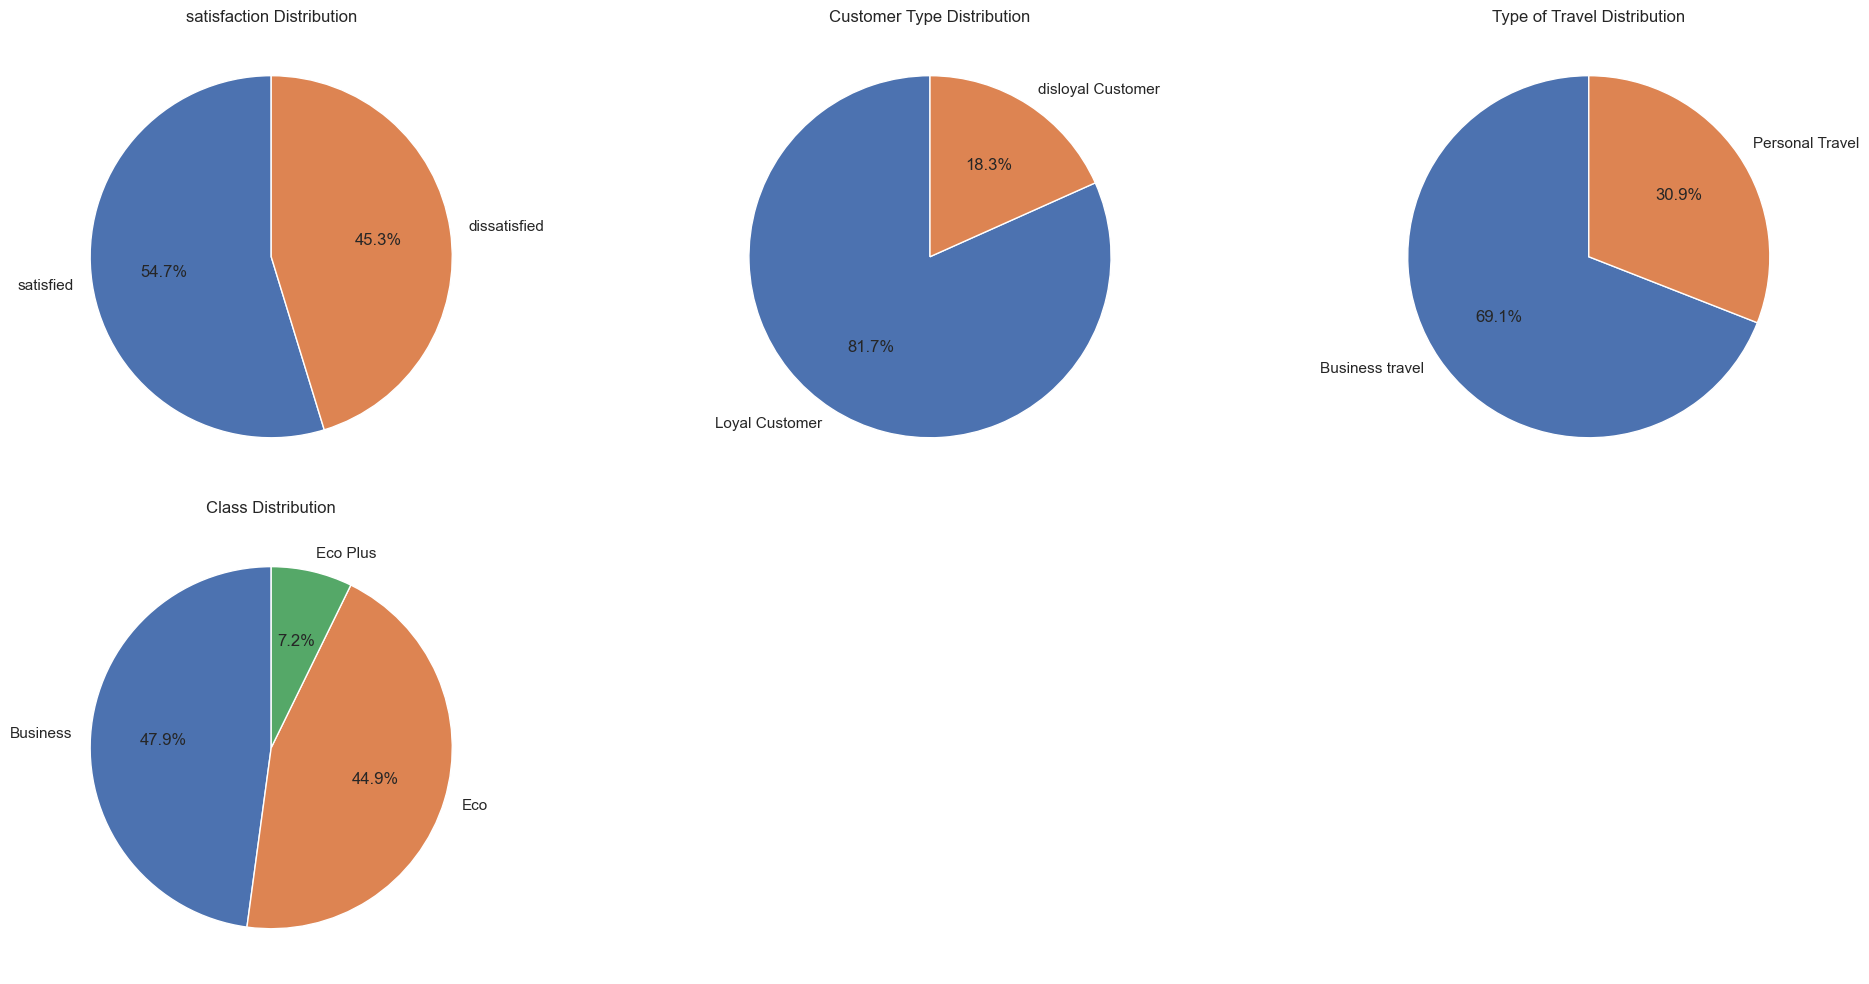 satisfaction Distribution
satisfied
54.7%
dissatisfied
45.3%
Customer Type Distribution
Loyal Customer
81.7%
disloyal Customer
18.3%
Type of Travel Distribution
Business travel
69.1%
Personal Travel
30.9%
Class Distribution
Business
47.9%
Eco
44.9%
Eco Plus
7.2%